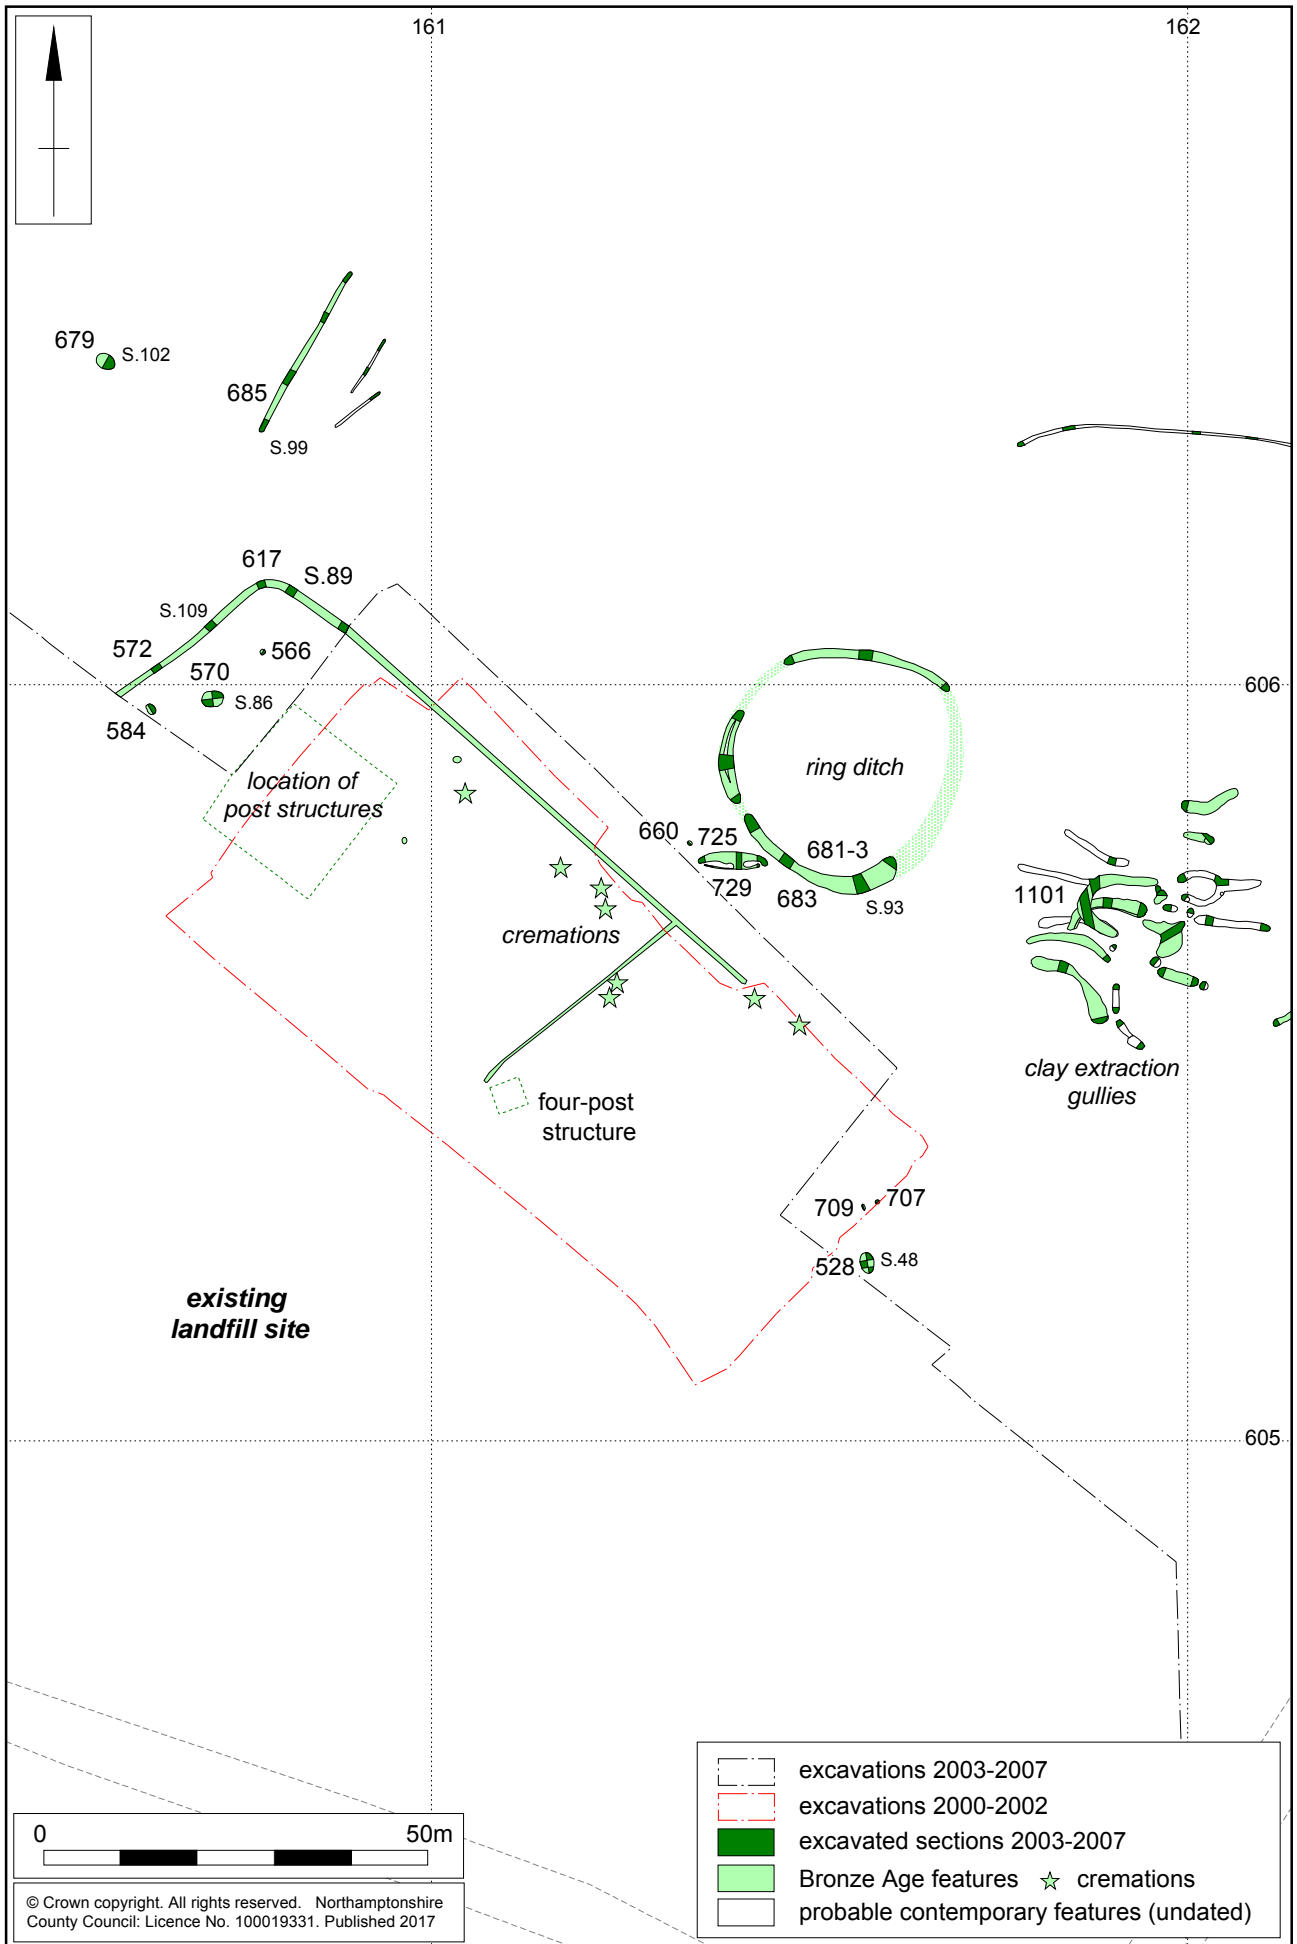 161
162
679
S.102
685
S.99
617
S.89
S.109
572
566
570
S.86
584
606
location of
post structures
ring ditch
660
725
681-3
729
683
S.93
1101
cremations
clay extraction
gullies
four-post
structure
709
707
528
S.48
existing
landfill site
605
excavations 2003-2007
excavations 2000-2002
excavated sections 2003-2007
Bronze Age features cremations
probable contemporary features (undated)
0 50m
© Crown copyright. All rights reserved. Northamptonshire
County Council: Licence No. 100019331. Published 2017